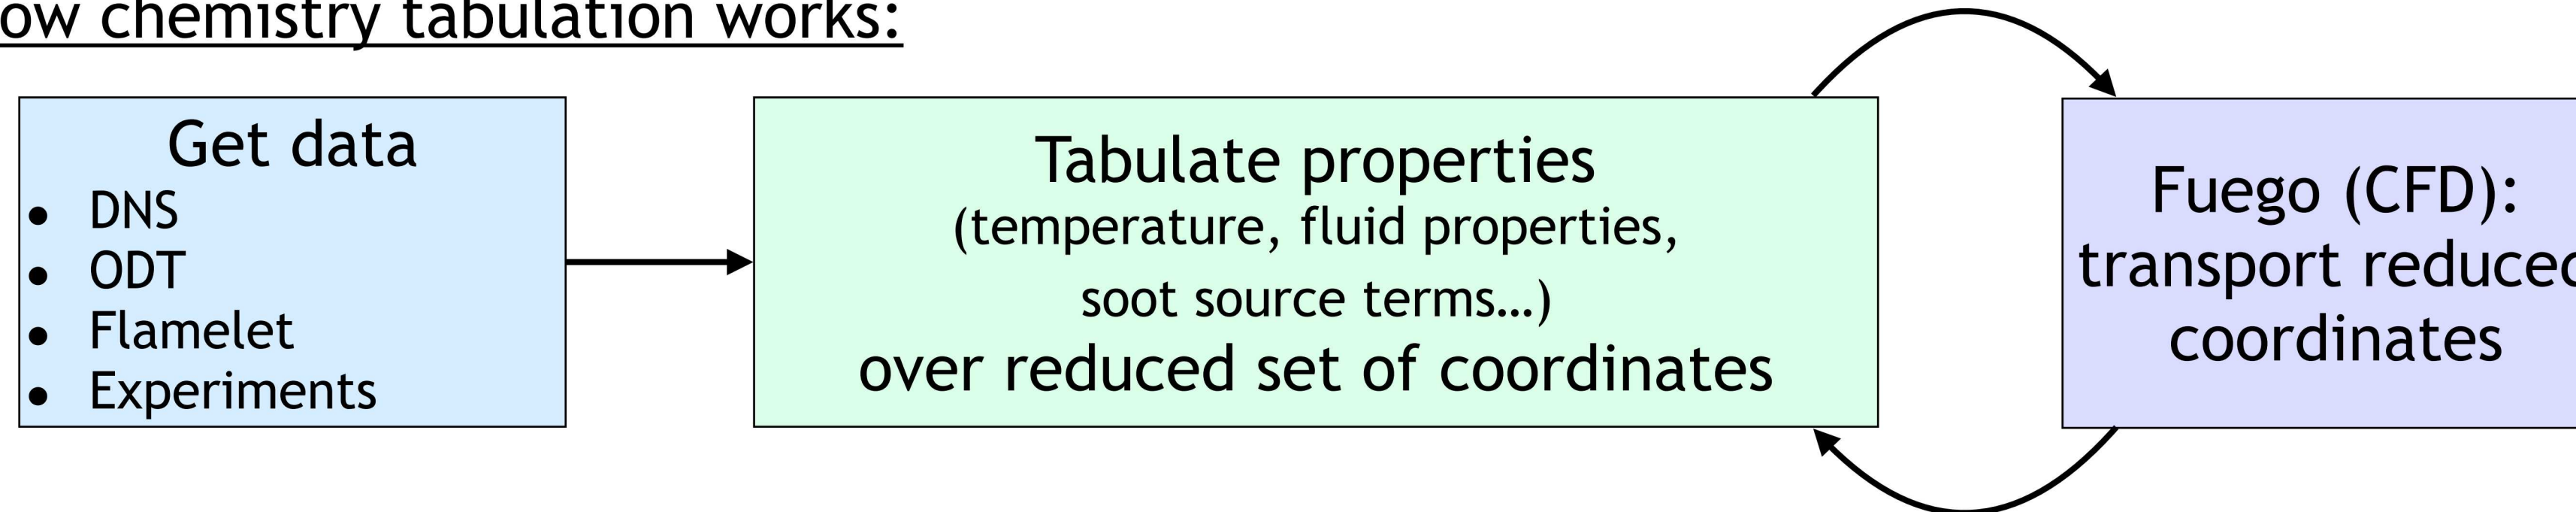 ow chemistry tabulation works:
Get data
• DNS
• ODT
• Flamelet
• Experiments
Tabulate properties
(temperature, fluid properties,
soot source terms…)
over reduced set of coordinates
Fuego (CFD):
transport reduced
coordinates